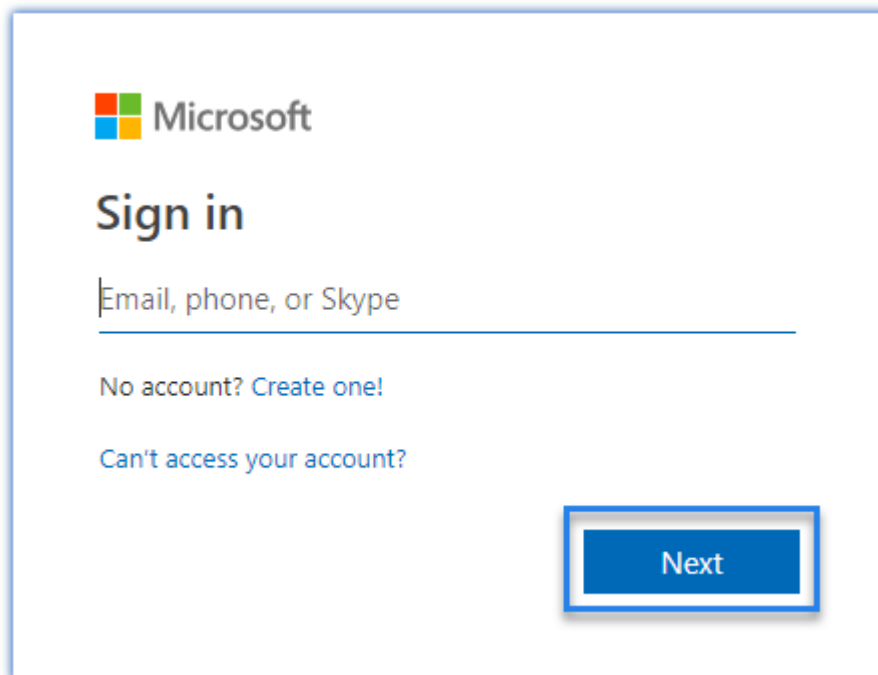 Microsoft
Sign in
Email, phone, or Skype
No account? Create one!
Can't access your account?
Next